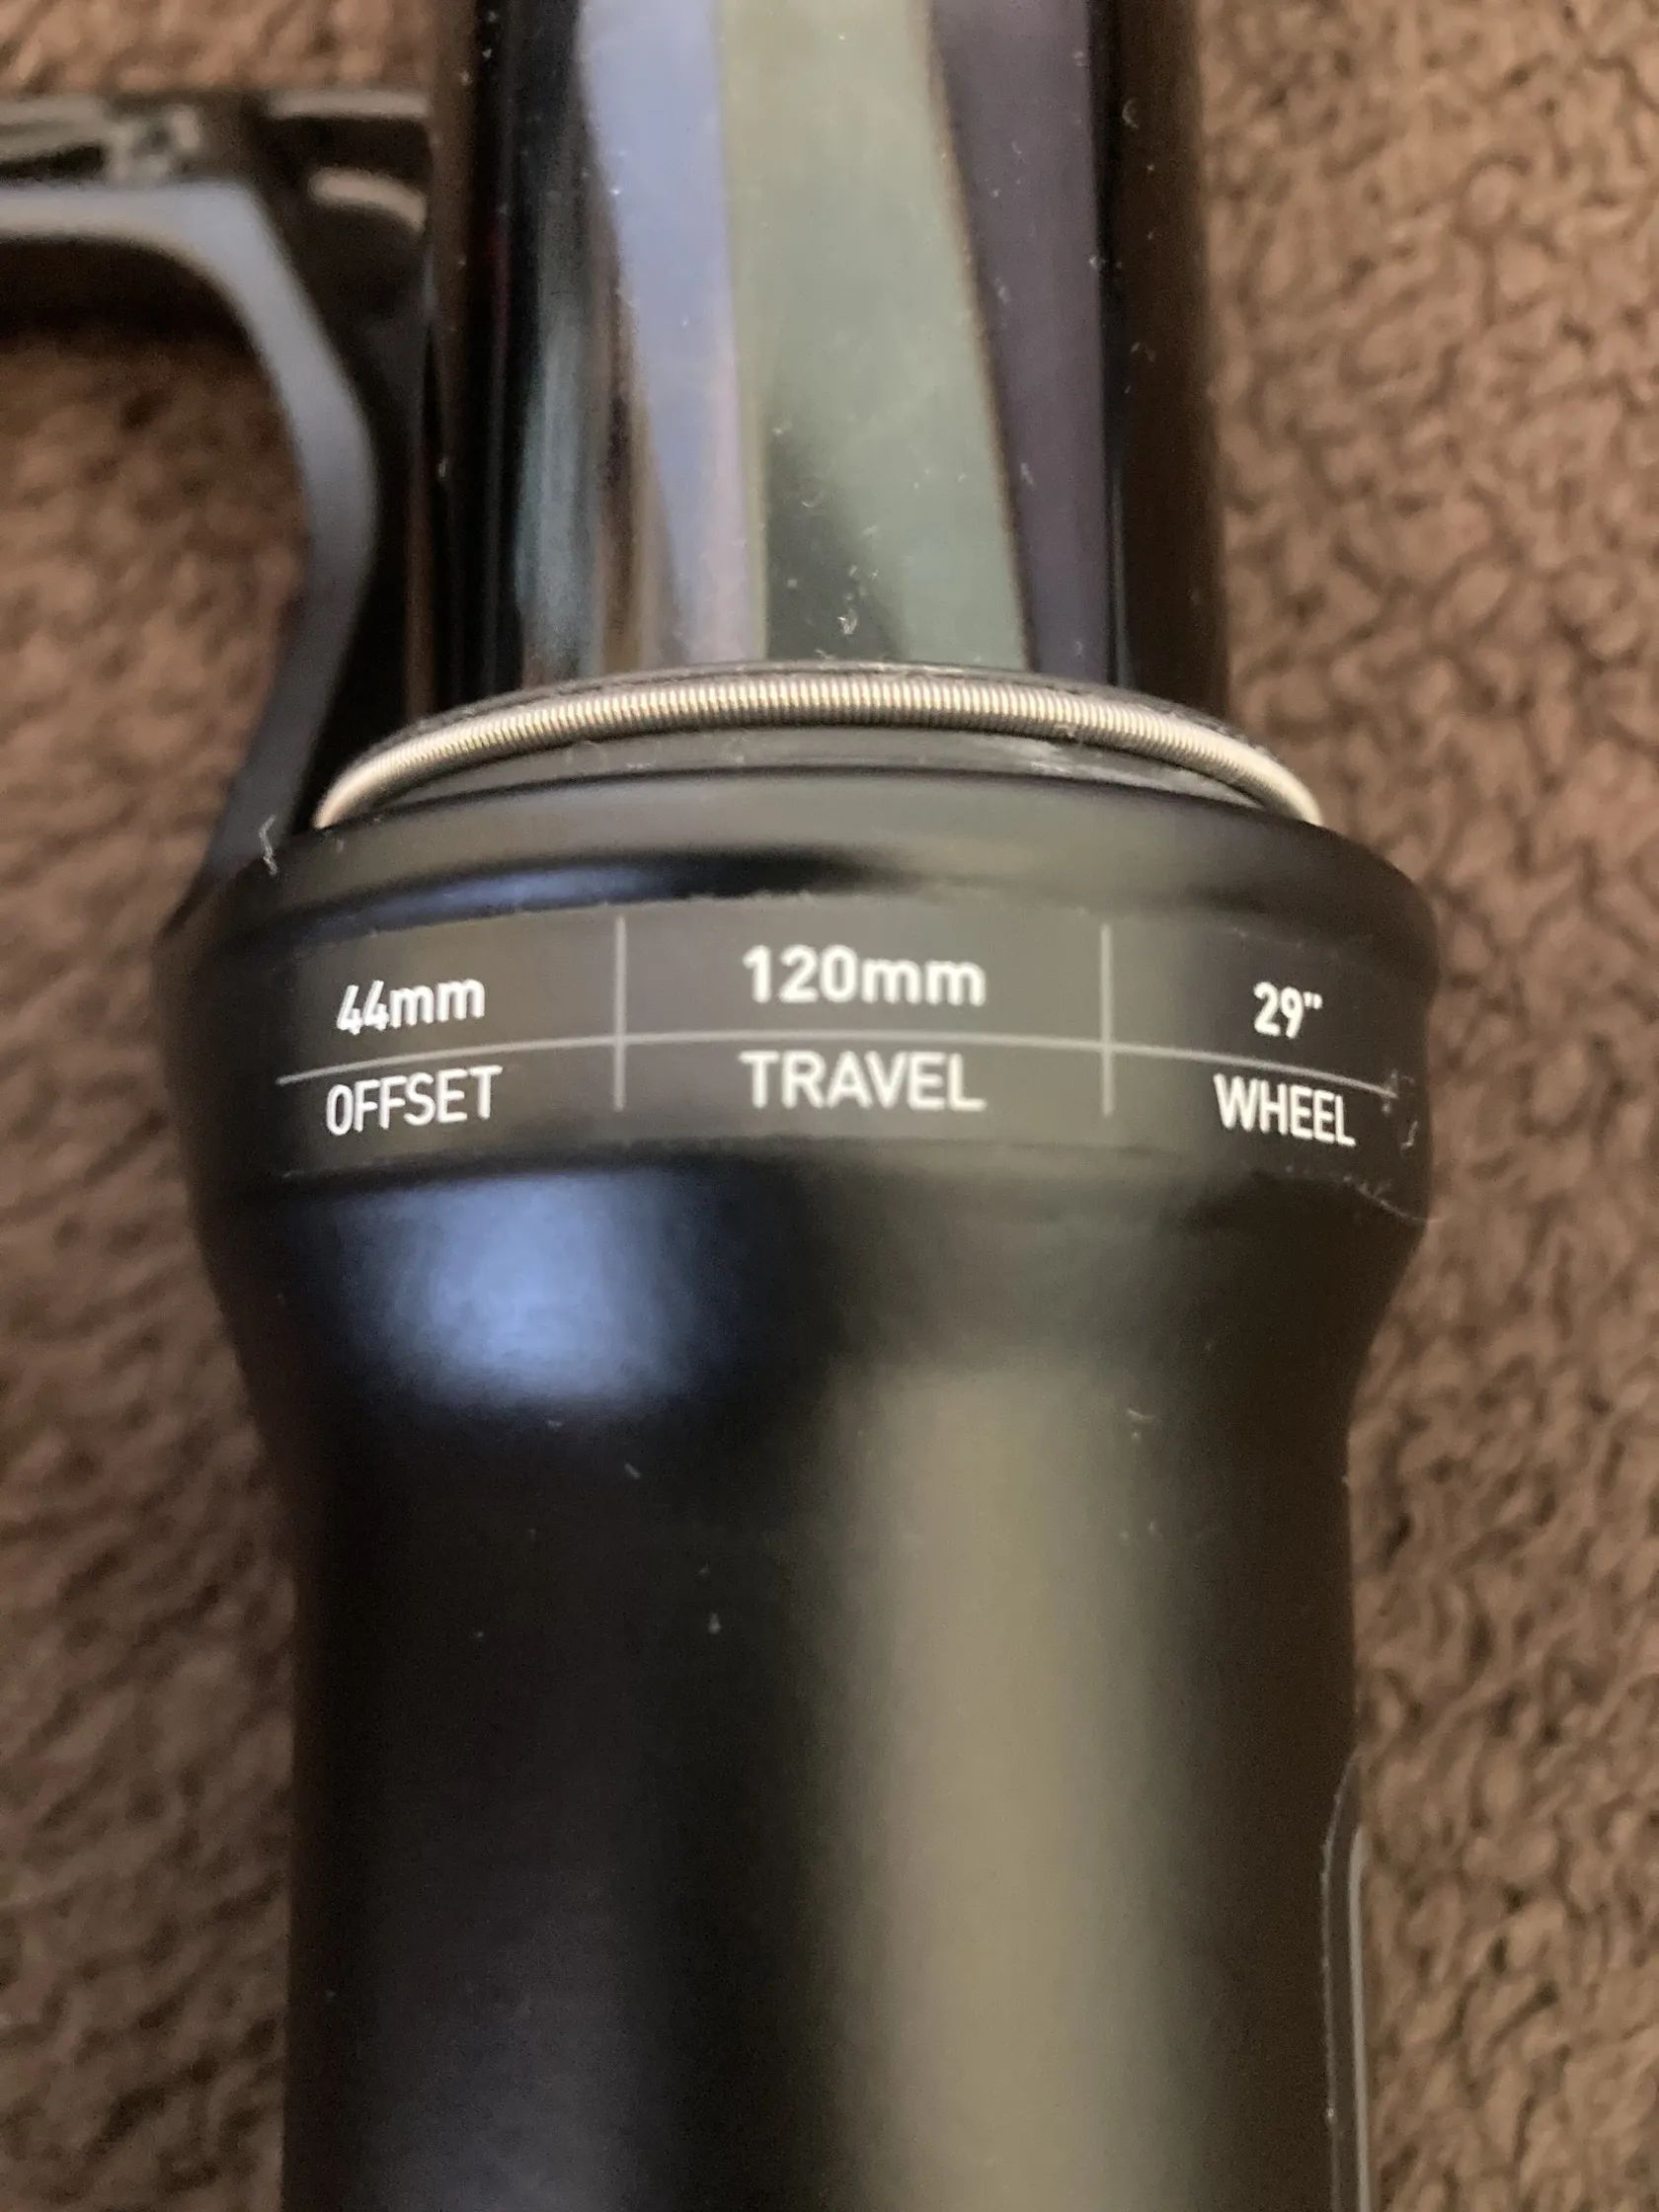 44mm 120mm 29"
OFFSET TRAVEL WHEEL